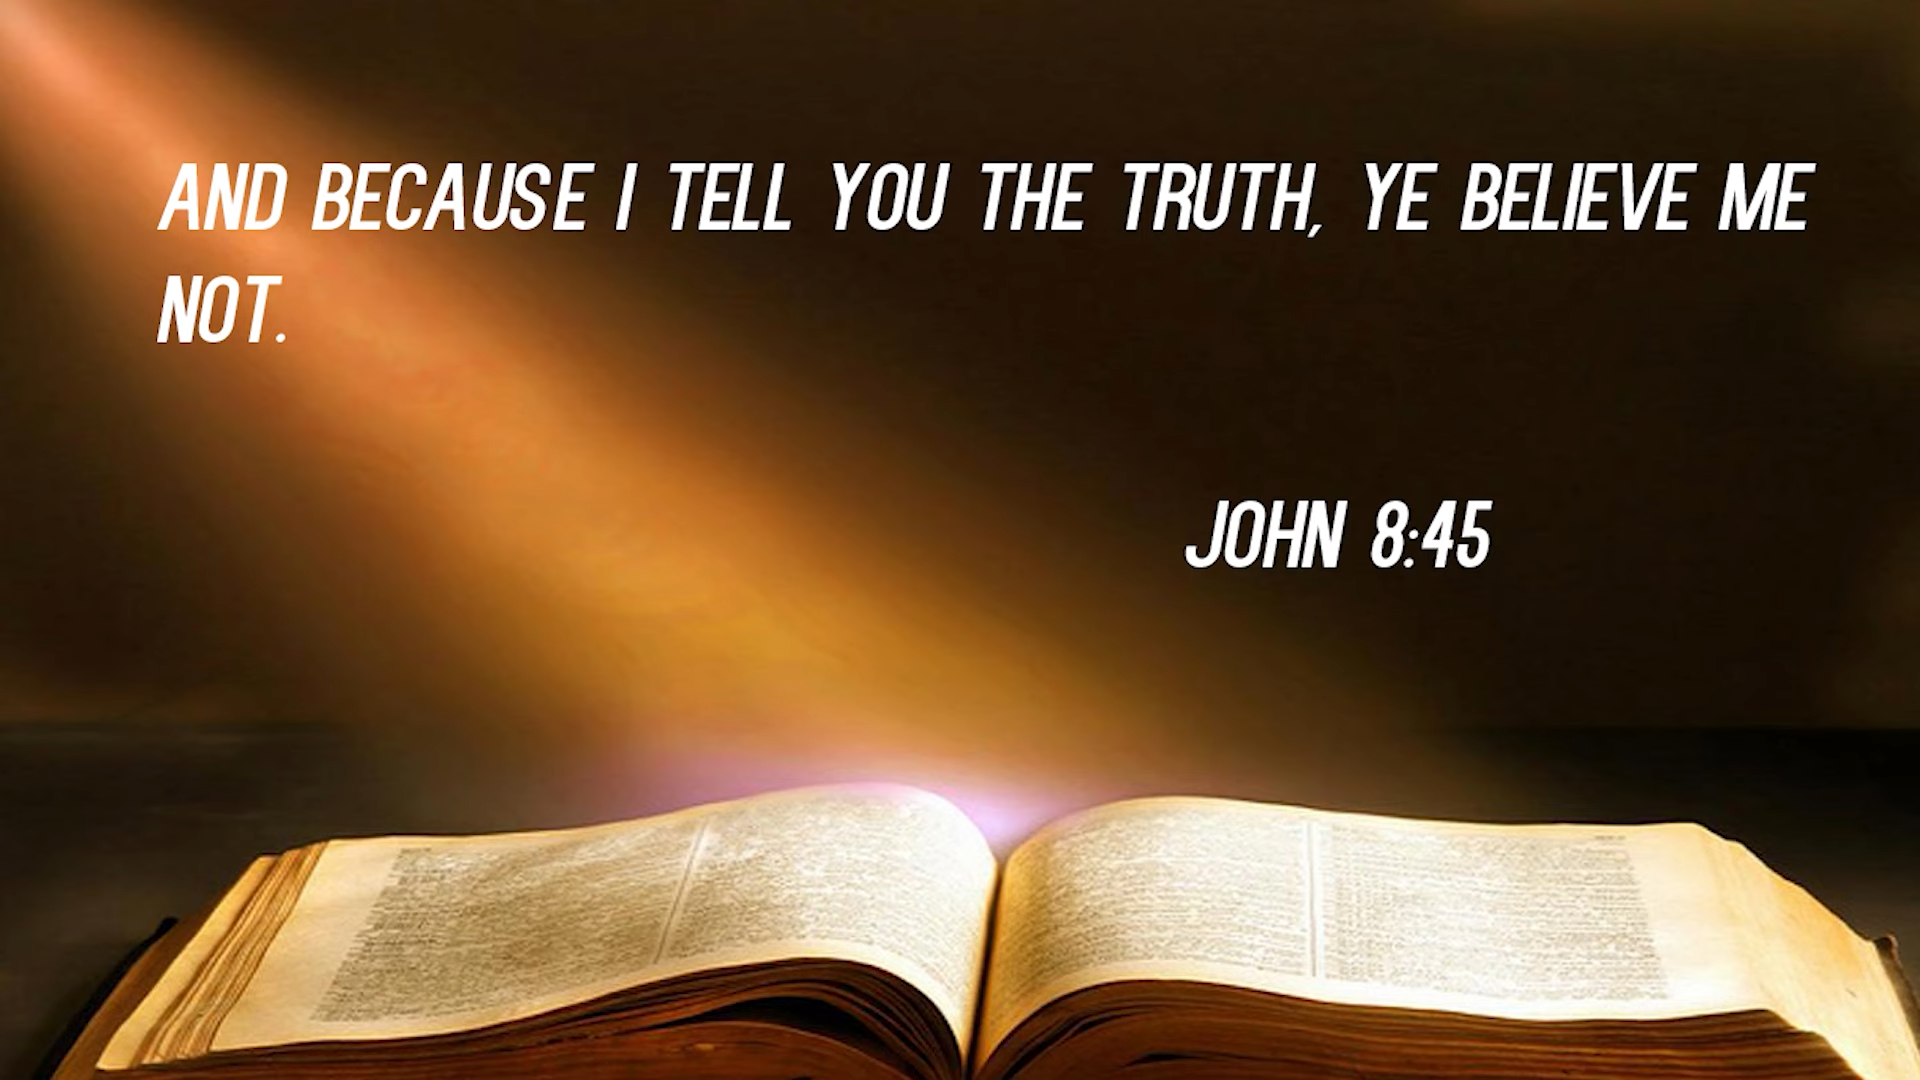 AND BECAUSE I TELL YOU THE TRUTH, YE BELIEVE ME
NOT.
JOHN 8:45